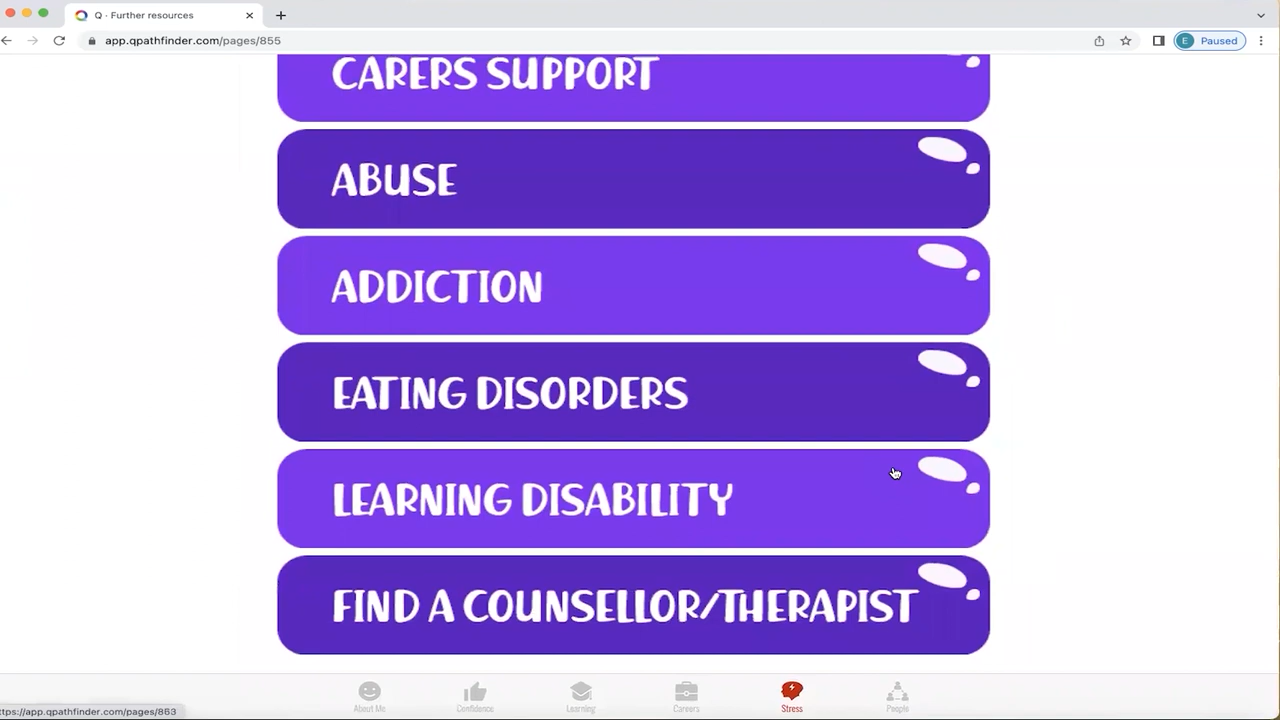 Q - Further resources
app.qpathfinder.com/pages/855
E
Paused
CARERS SUPPORT
ABUSE
ADDICTION
EATING DISORDERS
LEARNING DISABILITY
FIND A COUNSELLOR/THERAPIST
About Me
Confidence
Learning
Careers
Stress
People
ttps://app.qpathfinder.com/pages/863